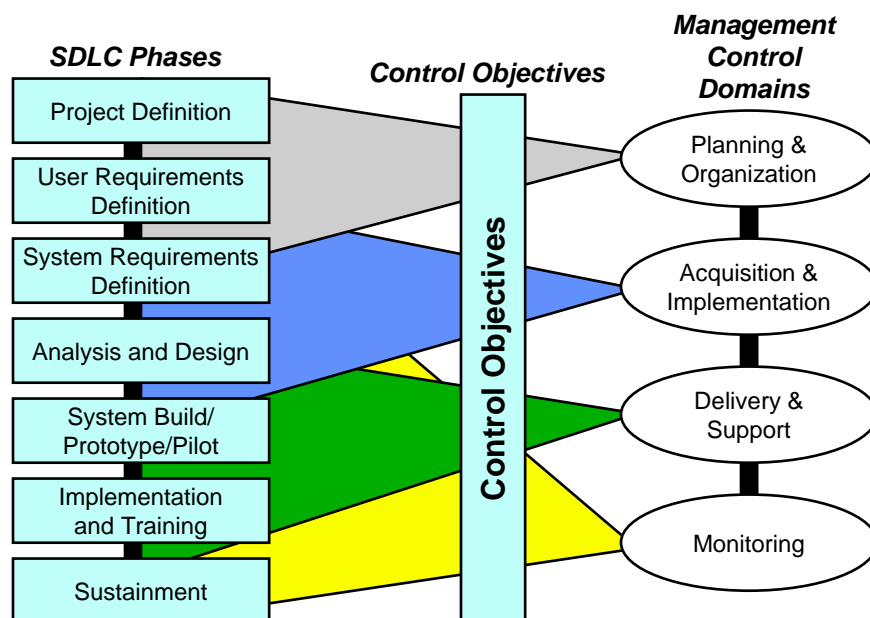 SDLC Phases
Project Definition
User Requirements
Definition
System Requirements
Definition
Analysis and Design
System Build/
Prototype/Pilot
Implementation
and Training
Sustainment
Control Objectives
Control Objectives
Management
Control
Domains
Planning &
Organization
Acquisition &
Implementation
Delivery &
Support
Monitoring